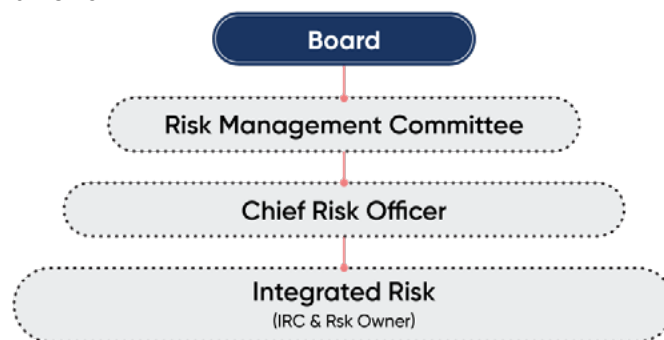 Board
Risk Management Committee
Chief Risk Officer
Integrated Risk
(IRC & Rsk Owner)